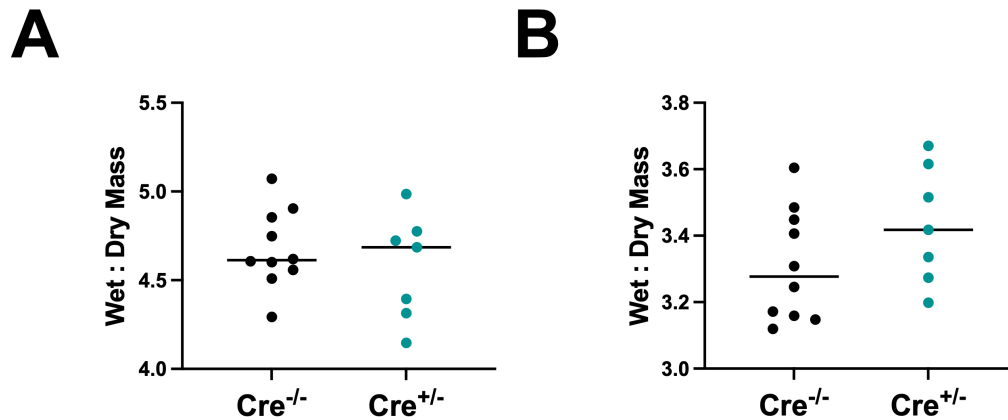 A
B
Wet : Dry Mass
5.5
5.0
4.5
4.0
Cre-/-
Cre+/-
Wet : Dry Mass
3.8
3.6
3.4
3.2
3.0
Cre-/-
Cre+/-